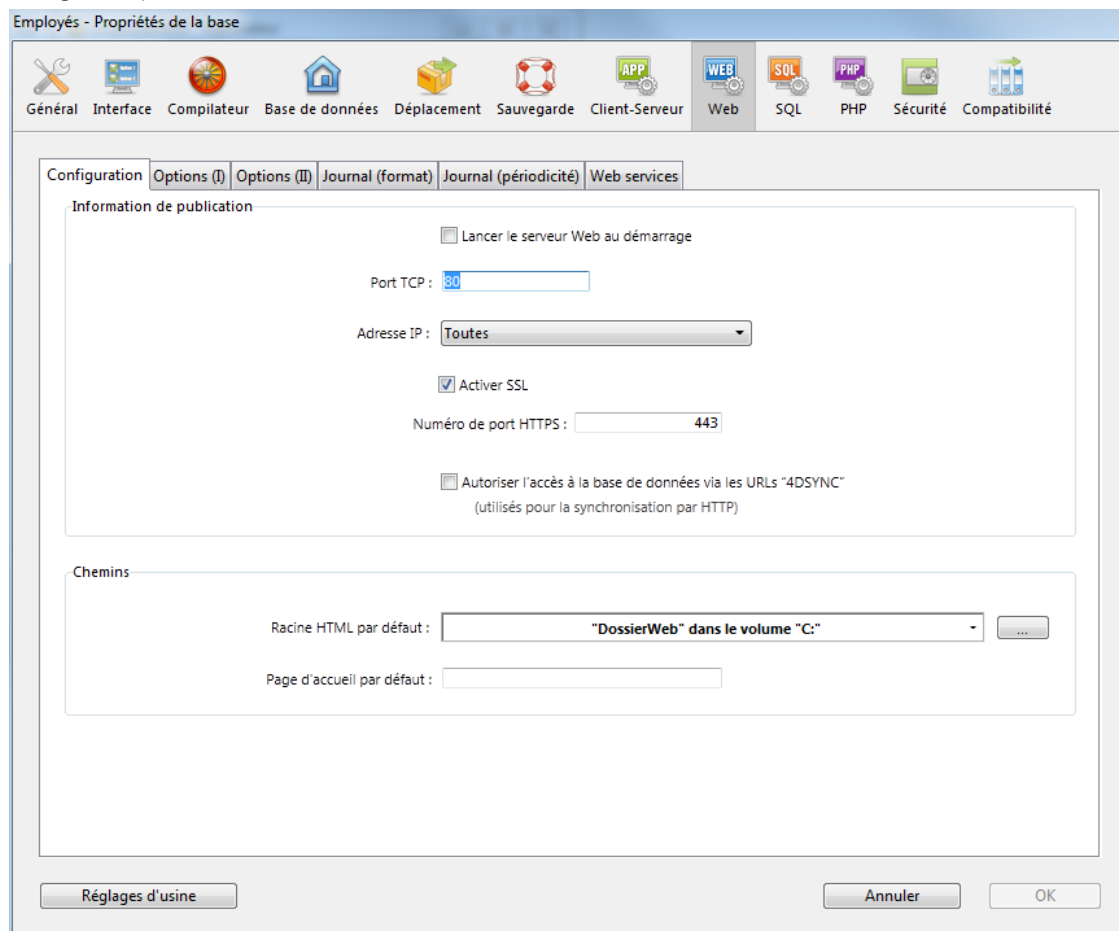 Employés - Propriétés de la base
APP WEB SQL PHP
Général Interface Compilateur Base de données Déplacement Sauvegarde Client-Serveur Web SQL PHP Sécurité Compatibilité
Configuration Options (I) Options (II) Journal (format) Journal (périodicité) Web services
Information de publication
Lancer le serveur Web au démarrage
Port TCP : 80
Adresse IP : Toutes
Activer SSL
Numéro de port HTTPS : 443
Autoriser l'accès à la base de données via les URLs "4DSYNC"
(utilisés pour la synchronisation par HTTP)
Chemins
Racine HTML par défaut : "DossierWeb" dans le volume "C:" ...
Page d'accueil par défaut :
Réglages d'usine Annuler OK